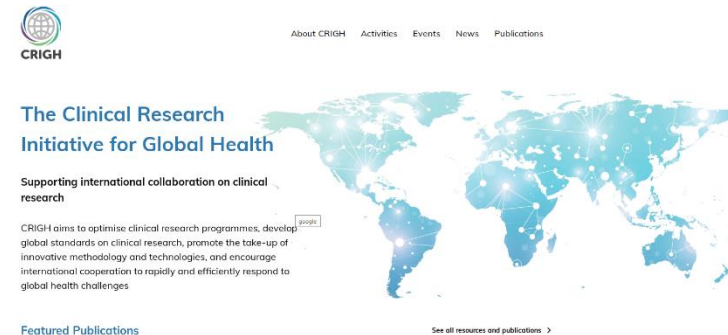 CRIGH
About CRIGH Activities Events News Publications
The Clinical Research
Initiative for Global Health
Supporting international collaboration on clinical
research
google
CRIGH aims to optimise clinical research programmes, develop
global standards on clinical research, promote the take-up of
innovative methodology and technologies, and encourage
international cooperation to rapidly and efficiently respond to
global health challenges
Featured Publications
See all resources and publications